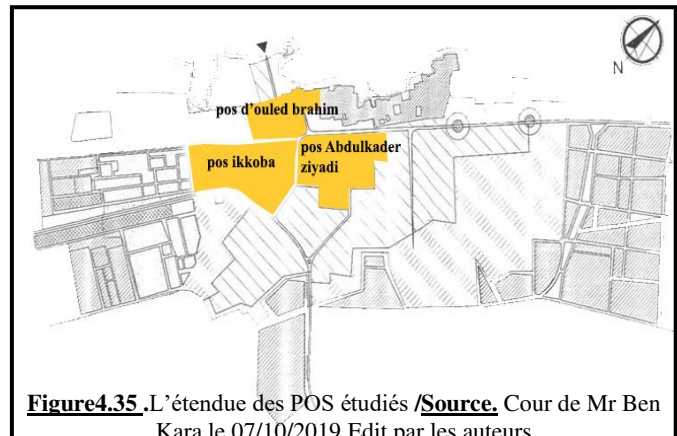 N
pos d'ouled brahim
pos ikkoba
pos Abdulkader
ziyadi
Figure4.35 .L'étendue des POS étudiés /Source. Cour de Mr Ben
Kara le 07/10/2019 Edit par les auteurs